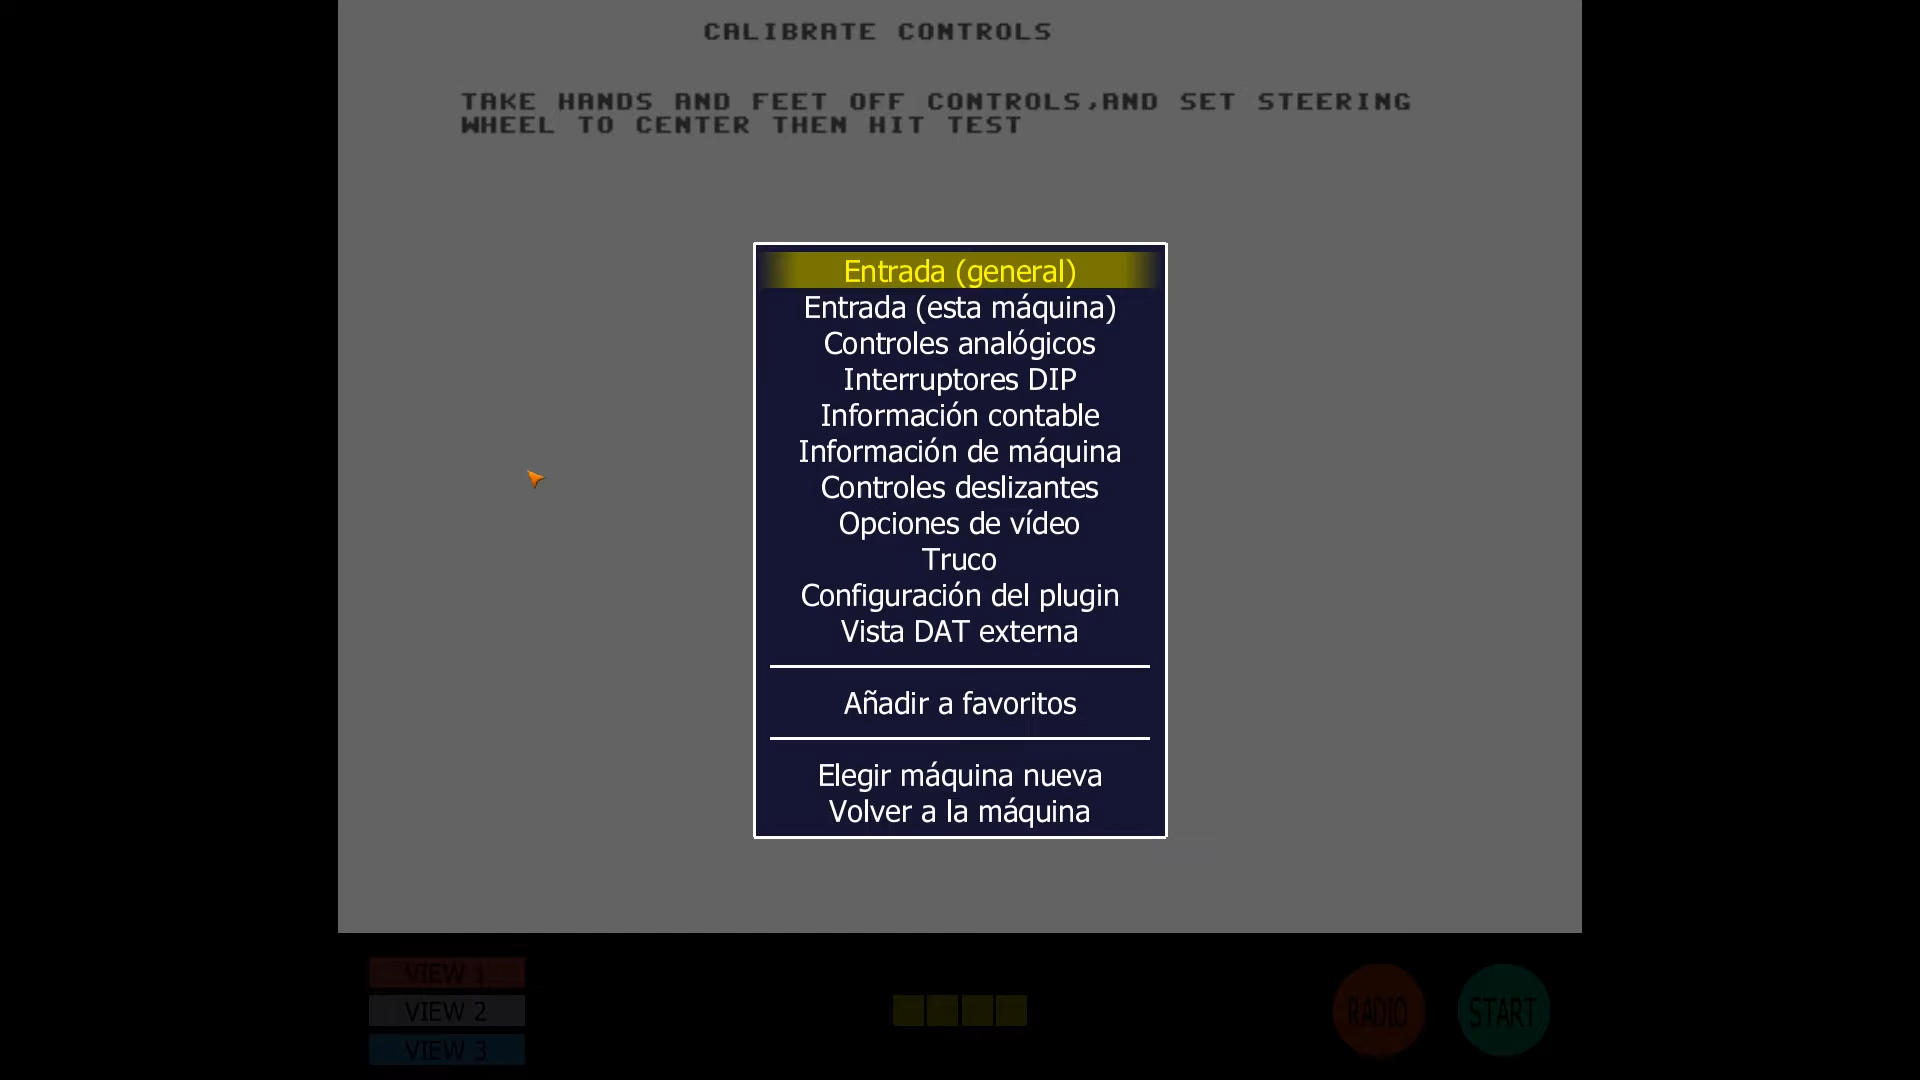 CALIBRATE CONTROLS
TAKE HANDS AND FEET OFF CONTROLS,AND SET STEERING
WHEEL TO CENTER THEN HIT TEST
Entrada (general)
Entrada (esta máquina)
Controles analógicos
Interruptores DIP
Información contable
Información de máquina
Controles deslizantes
Opciones de vídeo
Truco
Configuración del plugin
Vista DAT externa
Añadir a favoritos
Elegir máquina nueva
Volver a la máquina
VIEW 1
VIEW 2
VIEW 3
RADIO
START